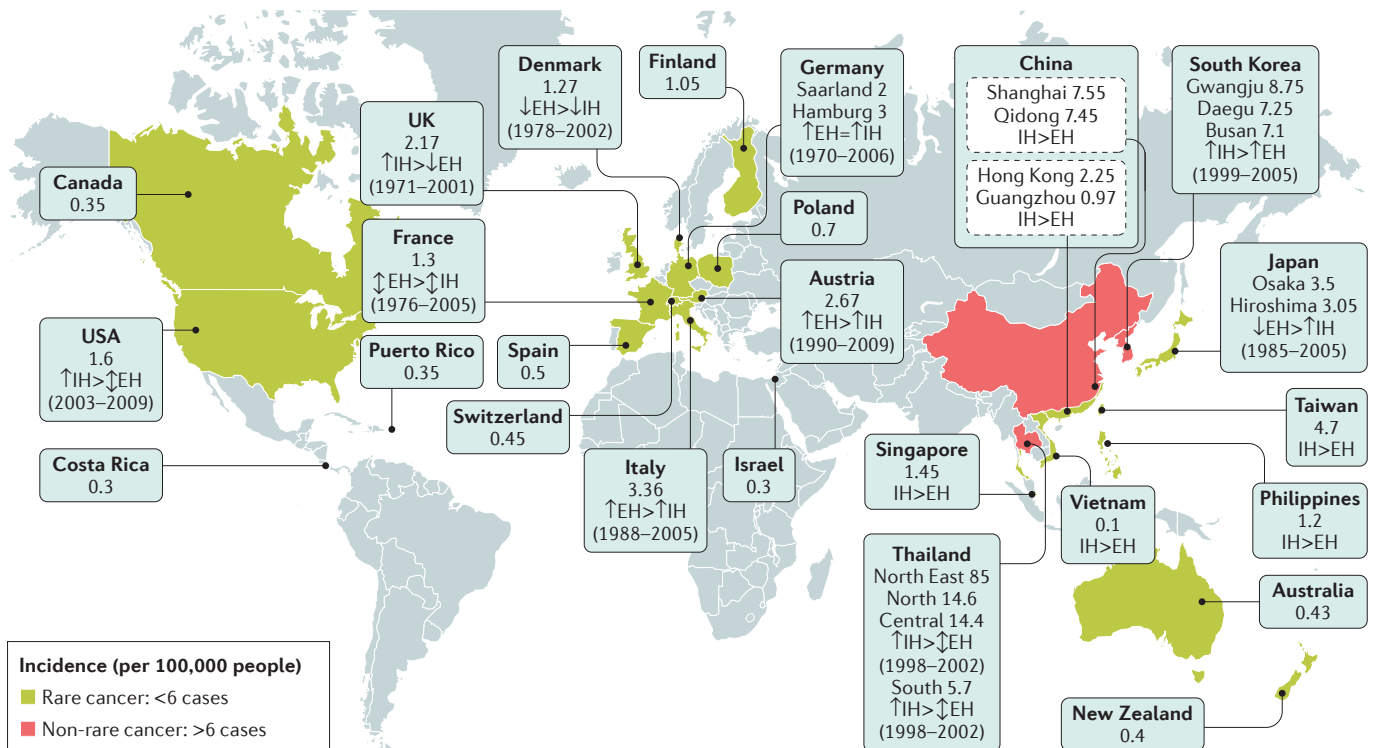 Canada
0.35
USA
1.6
↑IH>↕EH
(2003–2009)
Costa Rica
0.3
Puerto Rico
0.35
UK
2.17
↑IH>↓EH
(1971–2001)
France
1.3
↕EH>↕IH
(1976–2005)
Denmark
1.27
↓EH>↓IH
(1978–2002)
Finland
1.05
Germany
Saarland 2
Hamburg 3
↑EH=↑IH
(1970–2006)
Poland
0.7
Austria
2.67
↑EH>↑IH
(1990–2009)
Spain
0.5
Switzerland
0.45
Italy
3.36
↑EH>↑IH
(1988–2005)
Israel
0.3
China
Shanghai 7.55
Qidong 7.45
IH>EH
Hong Kong 2.25
Guangzhou 0.97
IH>EH
South Korea
Gwangju 8.75
Daegu 7.25
Busan 7.1
↑IH>↑EH
(1999–2005)
Japan
Osaka 3.5
Hiroshima 3.05
↓EH>↑IH
(1985–2005)
Taiwan
4.7
IH>EH
Singapore
1.45
IH>EH
Vietnam
0.1
IH>EH
Philippines
1.2
IH>EH
Thailand
North East 85
North 14.6
Central 14.4
↑IH>↕EH
(1998–2002)
South 5.7
↑IH>↕EH
(1998–2002)
Australia
0.43
New Zealand
0.4
Incidence (per 100,000 people)
Rare cancer: <6 cases
Non-rare cancer: >6 cases